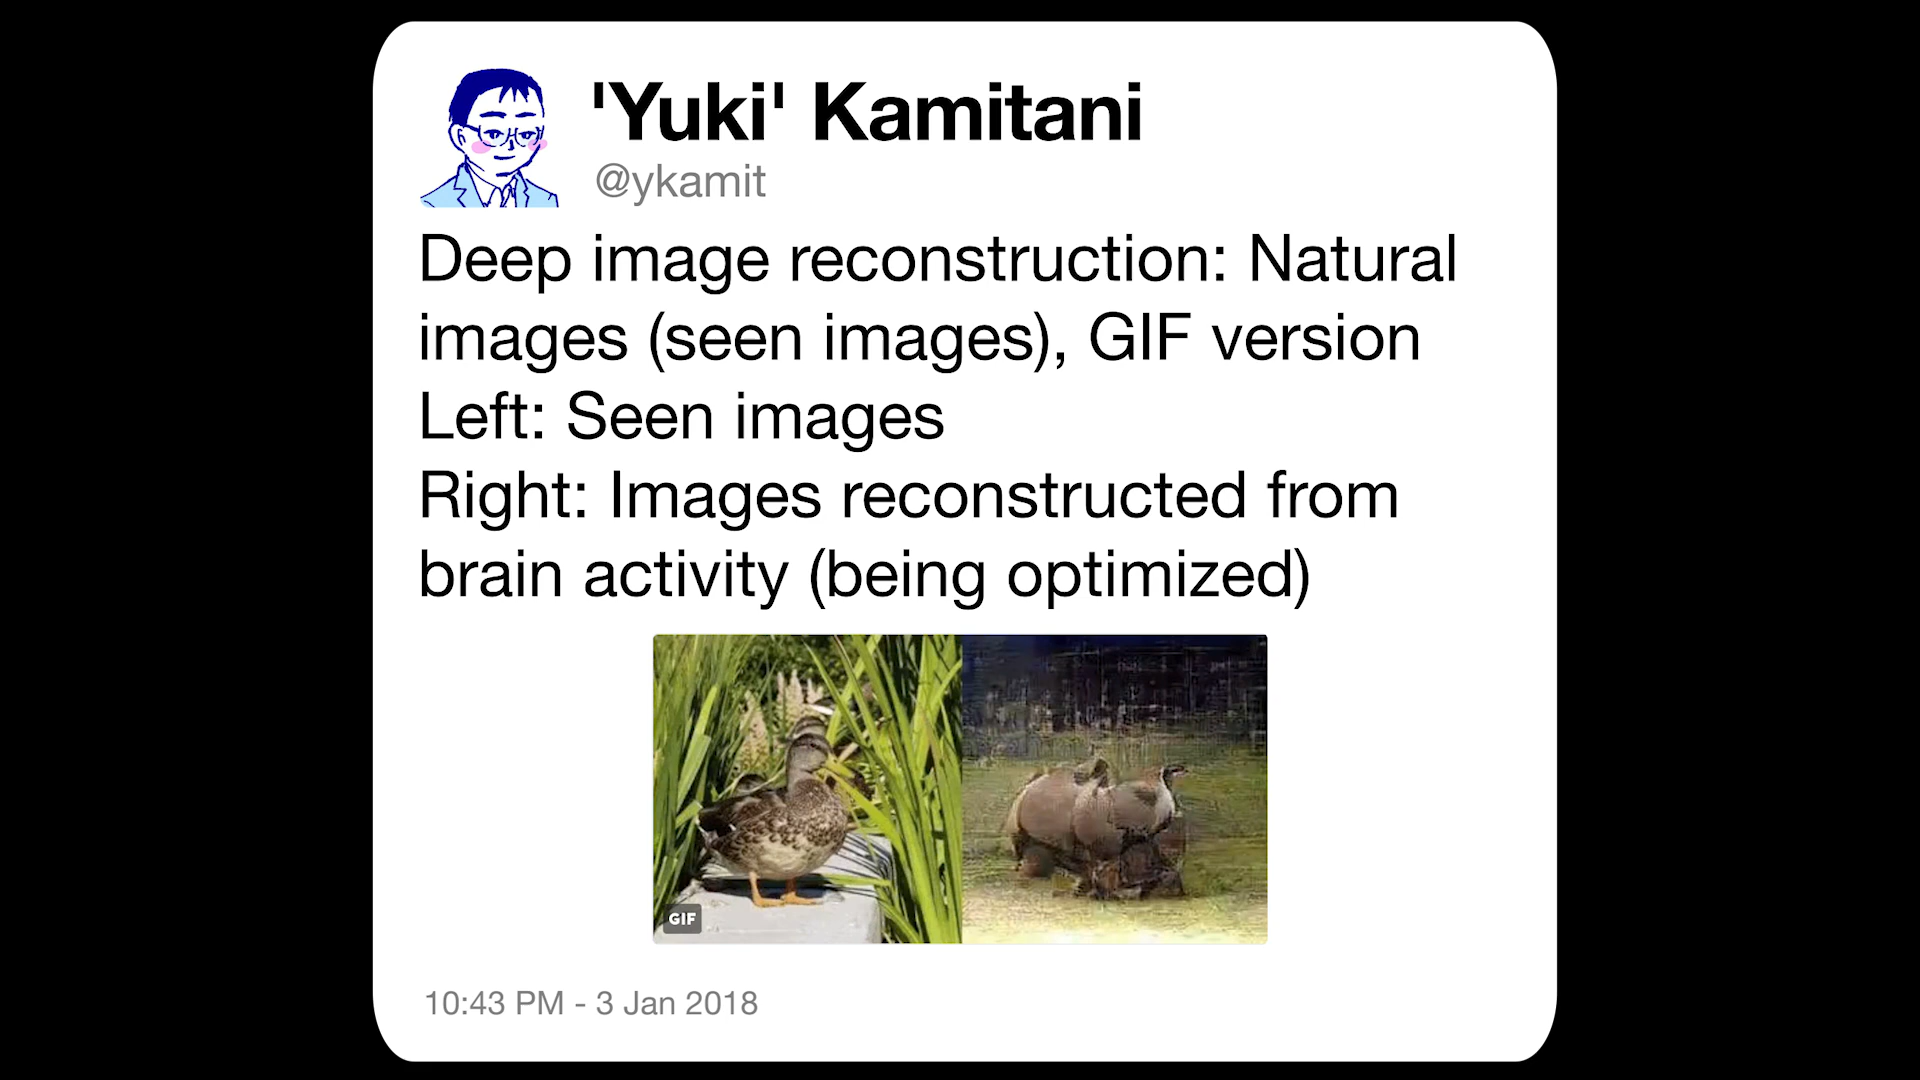 'Yuki' Kamitani
@ykamit
Deep image reconstruction: Natural
images (seen images), GIF version
Left: Seen images
Right: Images reconstructed from
brain activity (being optimized)
GIF
10:43 PM - 3 Jan 2018